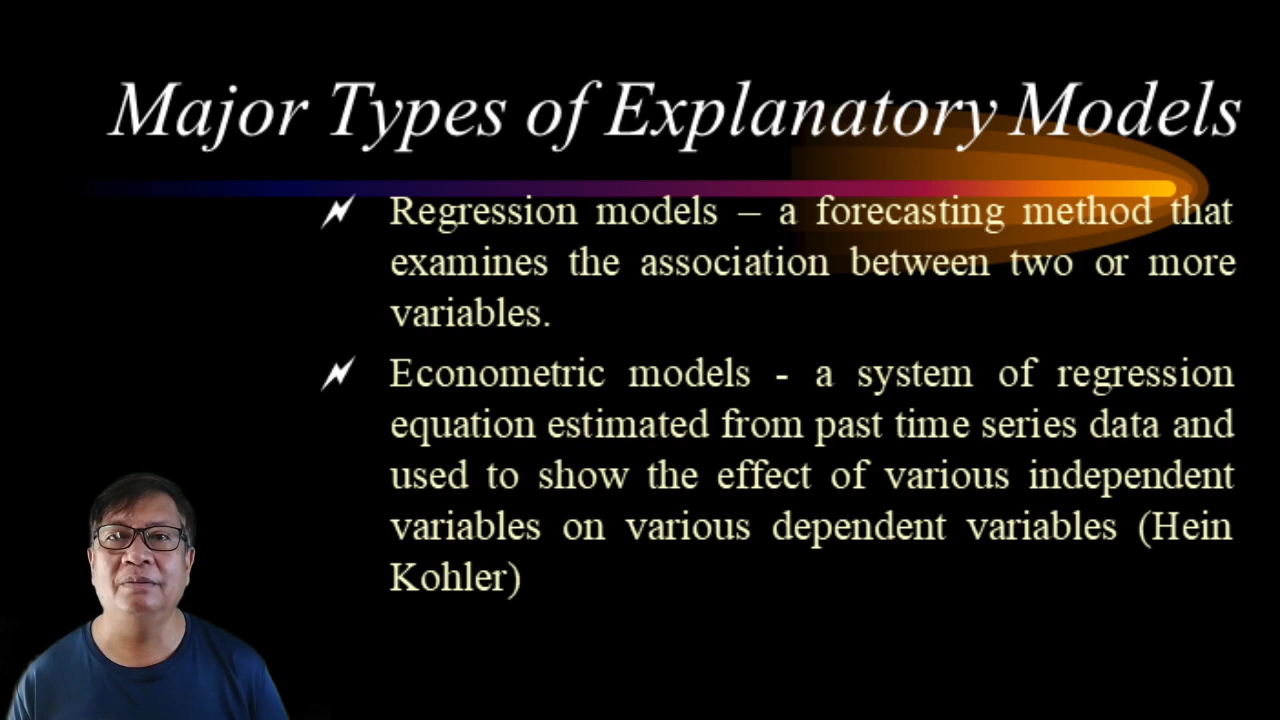 Major Types of Explanatory Models
Regression models – a forecasting method that
examines the association between two or more
variables.
Econometric models - a system of regression
equation estimated from past time series data and
used to show the effect of various independent
variables on various dependent variables (Hein
Kohler)